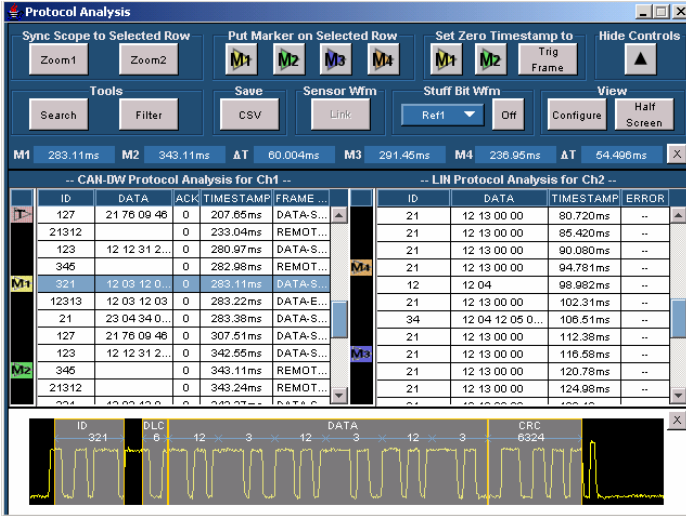 Protocol Analysis
Sync Scope to Selected Row
Put Marker on Selected Row
Set Zero Timestamp to
Hide Controls
Zoom1 Zoom2 M1 M2 M3 M4 M1 M2 Trig Frame
Tools Save Sensor Wfm Stuff Bit Wfm View
Search Filter CSV Link Ref1 Off Configure Half Screen
M1 283.11ms M2 343.11ms ΔT 60.004ms M3 291.45ms M4 236.95ms ΔT 54.496ms X
-- CAN-DW Protocol Analysis for Ch1 --
ID DATA ACK TIMESTAMP FRAME ...
T 127 21 76 09 46 0 207.65ms DATA-S...
21312 0 233.04ms REMOT...
123 12 12 31 2... 0 280.97ms DATA-S...
345 0 282.98ms REMOT...
M1 321 12 03 12 0... 0 283.11ms DATA-S...
12313 12 03 12 03 0 283.22ms DATA-E...
21 23 04 34 0... 0 283.38ms DATA-S...
127 21 76 09 46 0 307.51ms DATA-S...
123 12 12 31 2... 0 342.55ms DATA-S...
M2 345 0 343.11ms REMOT...
21312 0 343.24ms REMOT...
-- LIN Protocol Analysis for Ch2 --
ID DATA TIMESTAMP ERROR
21 12 13 00 00 80.720ms --
21 12 13 00 00 85.420ms --
21 12 13 00 00 90.080ms --
M4 21 12 13 00 00 94.781ms --
12 12 04 98.982ms --
21 12 13 00 00 102.31ms --
34 12 04 12 05 0... 106.51ms --
21 12 13 00 00 112.38ms --
M3 21 12 13 00 00 116.58ms --
21 12 13 00 00 120.78ms --
21 12 13 00 00 124.98ms --
ID DLC DATA CRC X
321 6 12 3 12 3 12 3 6324